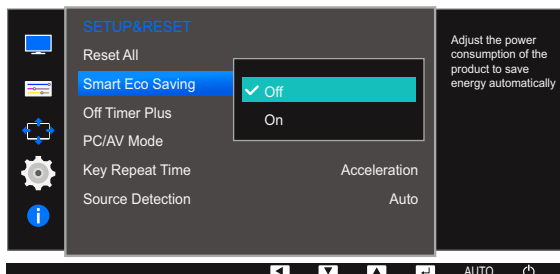 SETUP&RESET
Reset All
Smart Eco Saving
Off
On
Off Timer Plus
PC/AV Mode
Key Repeat Time Acceleration
Source Detection Auto
Adjust the power
consumption of the
product to save
energy automatically
AUTO